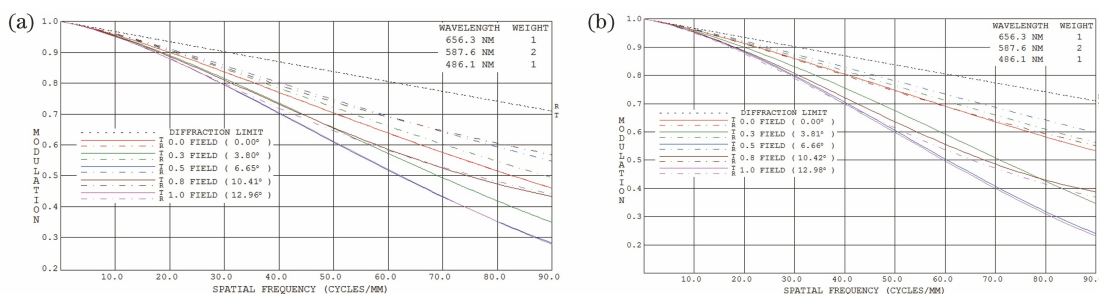 (a)
1.0
0.9
0.8
0.7
0.6
0.5
0.4
0.3
0.2
MODULATION
WAVELENGTH WEIGHT
656.3 NM 1
587.6 NM 2
486.1 NM 1
R
T
DIFFRACTION LIMIT
T R 0.0 FIELD ( 0.00° )
T R 0.3 FIELD ( 3.80° )
T R 0.5 FIELD ( 6.65° )
T R 0.8 FIELD ( 10.41° )
T R 1.0 FIELD ( 12.96° )
10.0 20.0 30.0 40.0 50.0 60.0 70.0 80.0 90.0
SPATIAL FREQUENCY (CYCLES/MM)
(b)
1.0
0.9
0.8
0.7
0.6
0.5
0.4
0.3
0.2
MODULATION
WAVELENGTH WEIGHT
656.3 NM 1
587.6 NM 2
486.1 NM 1
DIFFRACTION LIMIT
T R 0.0 FIELD ( 0.00° )
T R 0.3 FIELD ( 3.81° )
T R 0.5 FIELD ( 6.66° )
T R 0.8 FIELD ( 10.42° )
T R 1.0 FIELD ( 12.98° )
10.0 20.0 30.0 40.0 50.0 60.0 70.0 80.0 90.
SPATIAL FREQUENCY (CYCLES/MM)